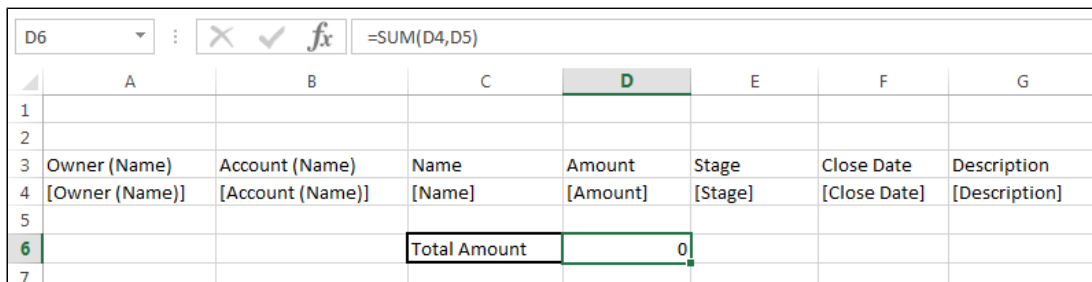 D6 fx =SUM(D4,D5)
A B C D E F G
1
2
3 Owner (Name) Account (Name) Name Amount Stage Close Date Description
4 [Owner (Name)] [Account (Name)] [Name] [Amount] [Stage] [Close Date] [Description]
5
6 Total Amount 0
7